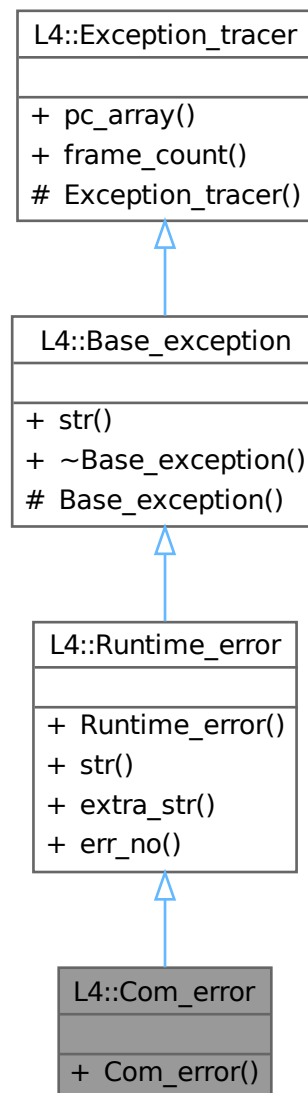 L4::Exception_tracer
+ pc_array()
+ frame_count()
# Exception_tracer()
L4::Base_exception
+ str()
+ ~Base_exception()
# Base_exception()
L4::Runtime_error
+ Runtime_error()
+ str()
+ extra_str()
+ err_no()
L4::Com_error
+ Com_error()